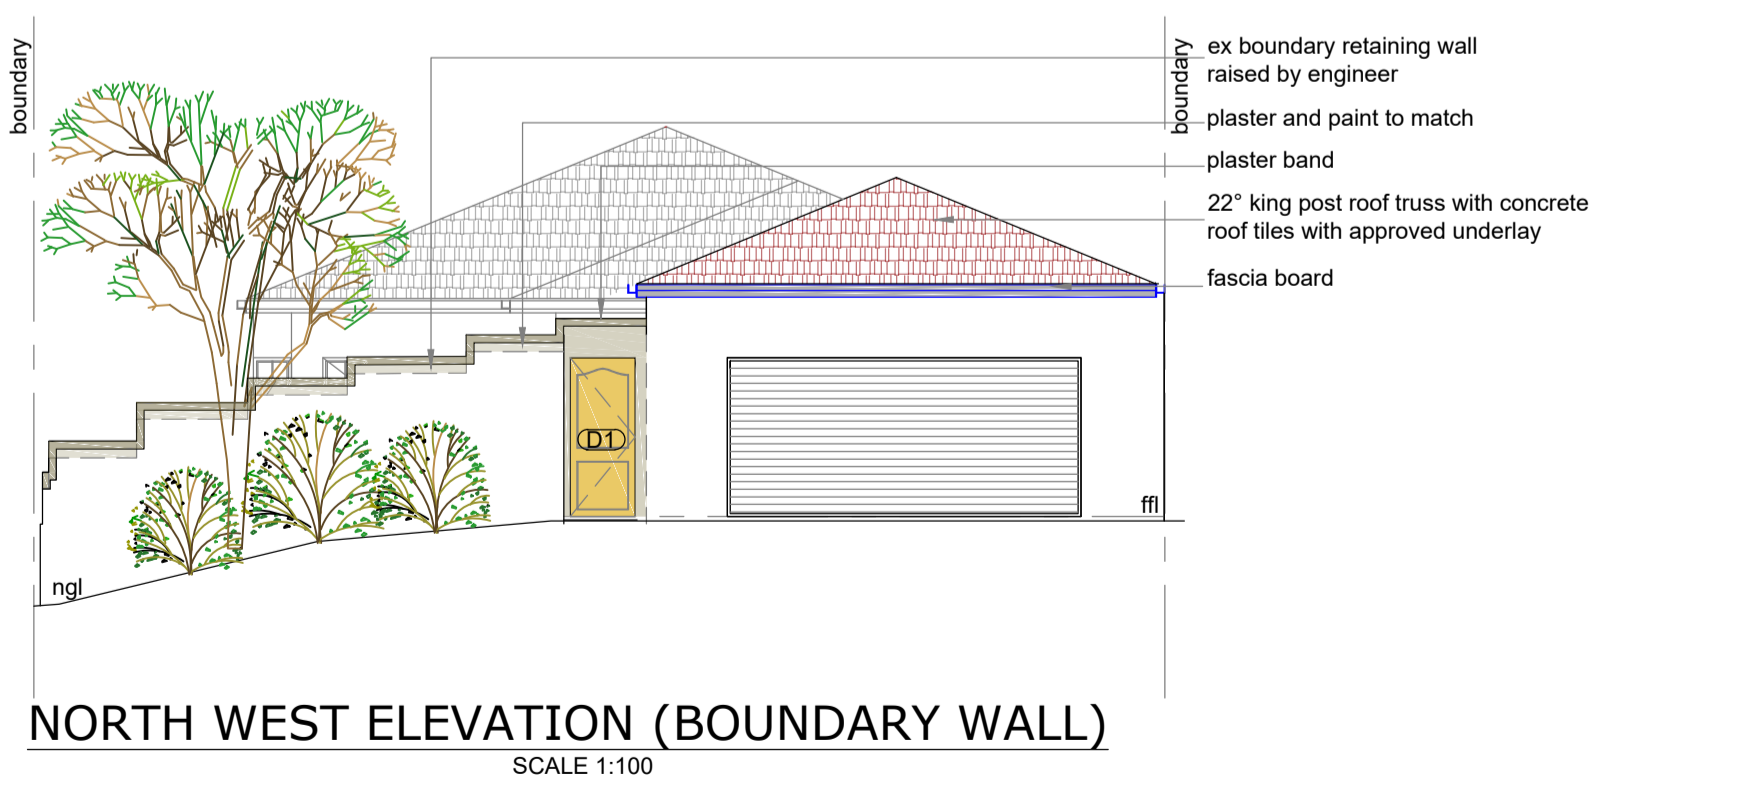 boundary
boundary
ex boundary retaining wall
raised by engineer
plaster and paint to match
plaster band
22° king post roof truss with concrete
roof tiles with approved underlay
fascia board
D1
ffl
ngl
NORTH WEST ELEVATION (BOUNDARY WALL)
SCALE 1:100